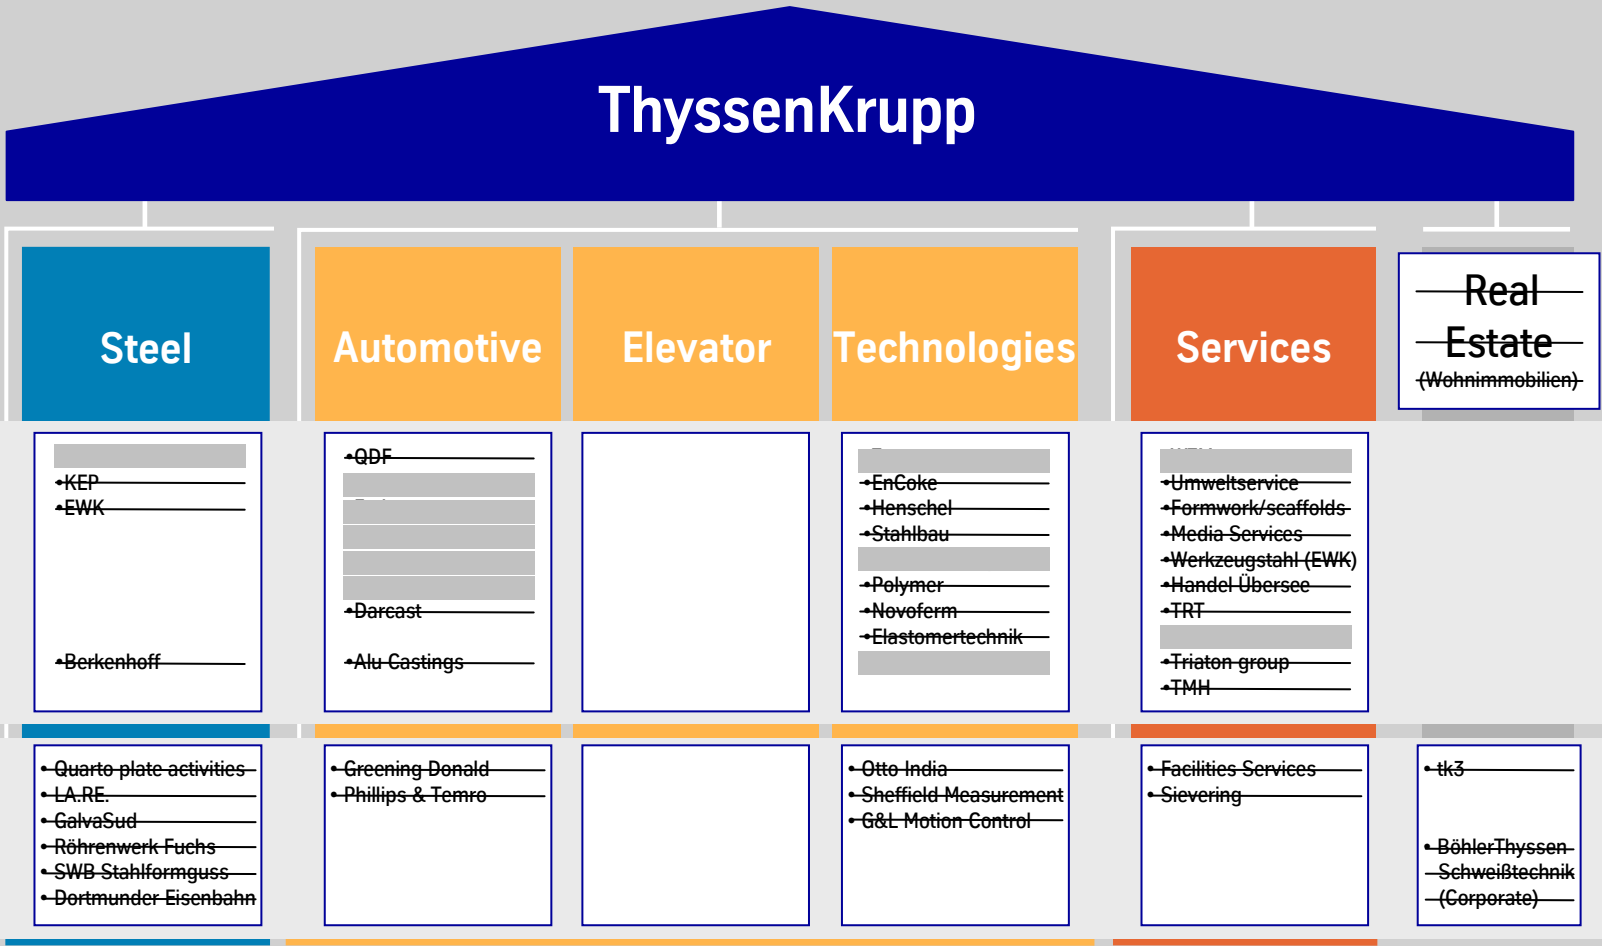 ThyssenKrupp
Steel
Automotive
Elevator
Technologies
Services
Real
Estate
(Wohnimmobilien)
•KEP
•EWK
•Berkenhoff
•QDF
•Darcast
•Alu Castings
•EnCoke
•Henschel
•Stahlbau
•Polymer
•Novoferm
•Elastomertechnik
•Umweltservice
•Formwork/scaffolds
•Media Services
•Werkzeugstahl (EWK)
•Handel Übersee
•TRT
•Triaton group
•TMH
• Quarto plate activities
• LA.RE.
• GalvaSud
• Röhrenwerk Fuchs
• SWB Stahlformguss
• Dortmunder Eisenbahn
• Greening Donald
• Phillips & Temro
• Otto India
• Sheffield Measurement
• G&L Motion Control
• Facilities Services
• Sievering
• tk3
• BöhlerThyssen
Schweißtechnik
(Corporate)